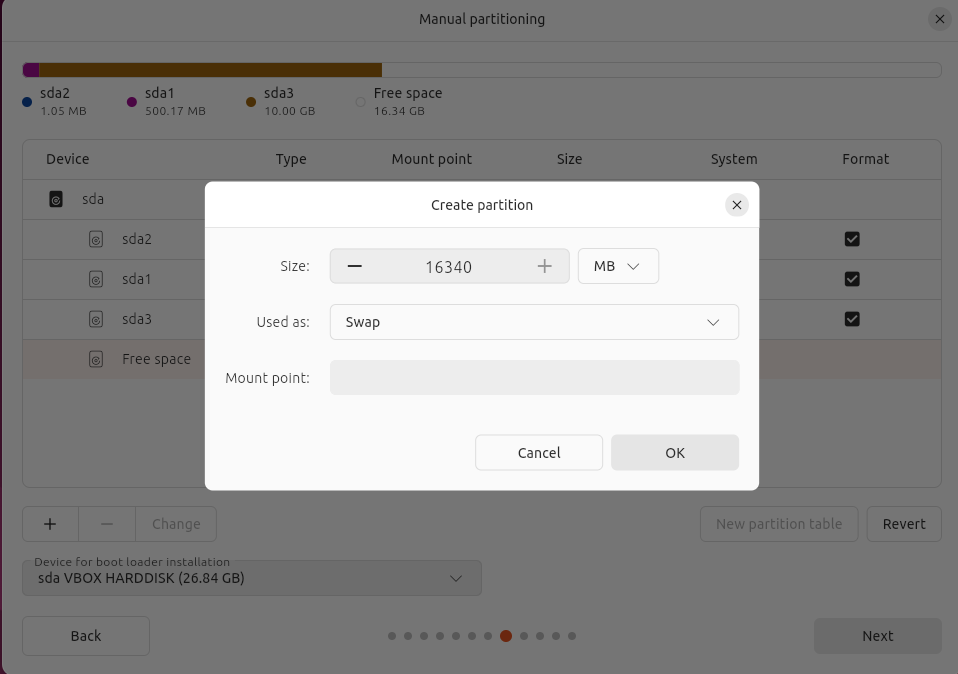 Manual partitioning
sda2 sda1 sda3 Free space
1.05 MB 500.17 MB 10.00 GB 16.34 GB
Device Type Mount point Size System Format
sda
sda2
sda1
sda3
Free space
Create partition
Size: 16340 MB
Used as: Swap
Mount point:
Cancel OK
+ − Change New partition table Revert
Device for boot loader installation
sda VBOX HARDDISK (26.84 GB)
Back Next